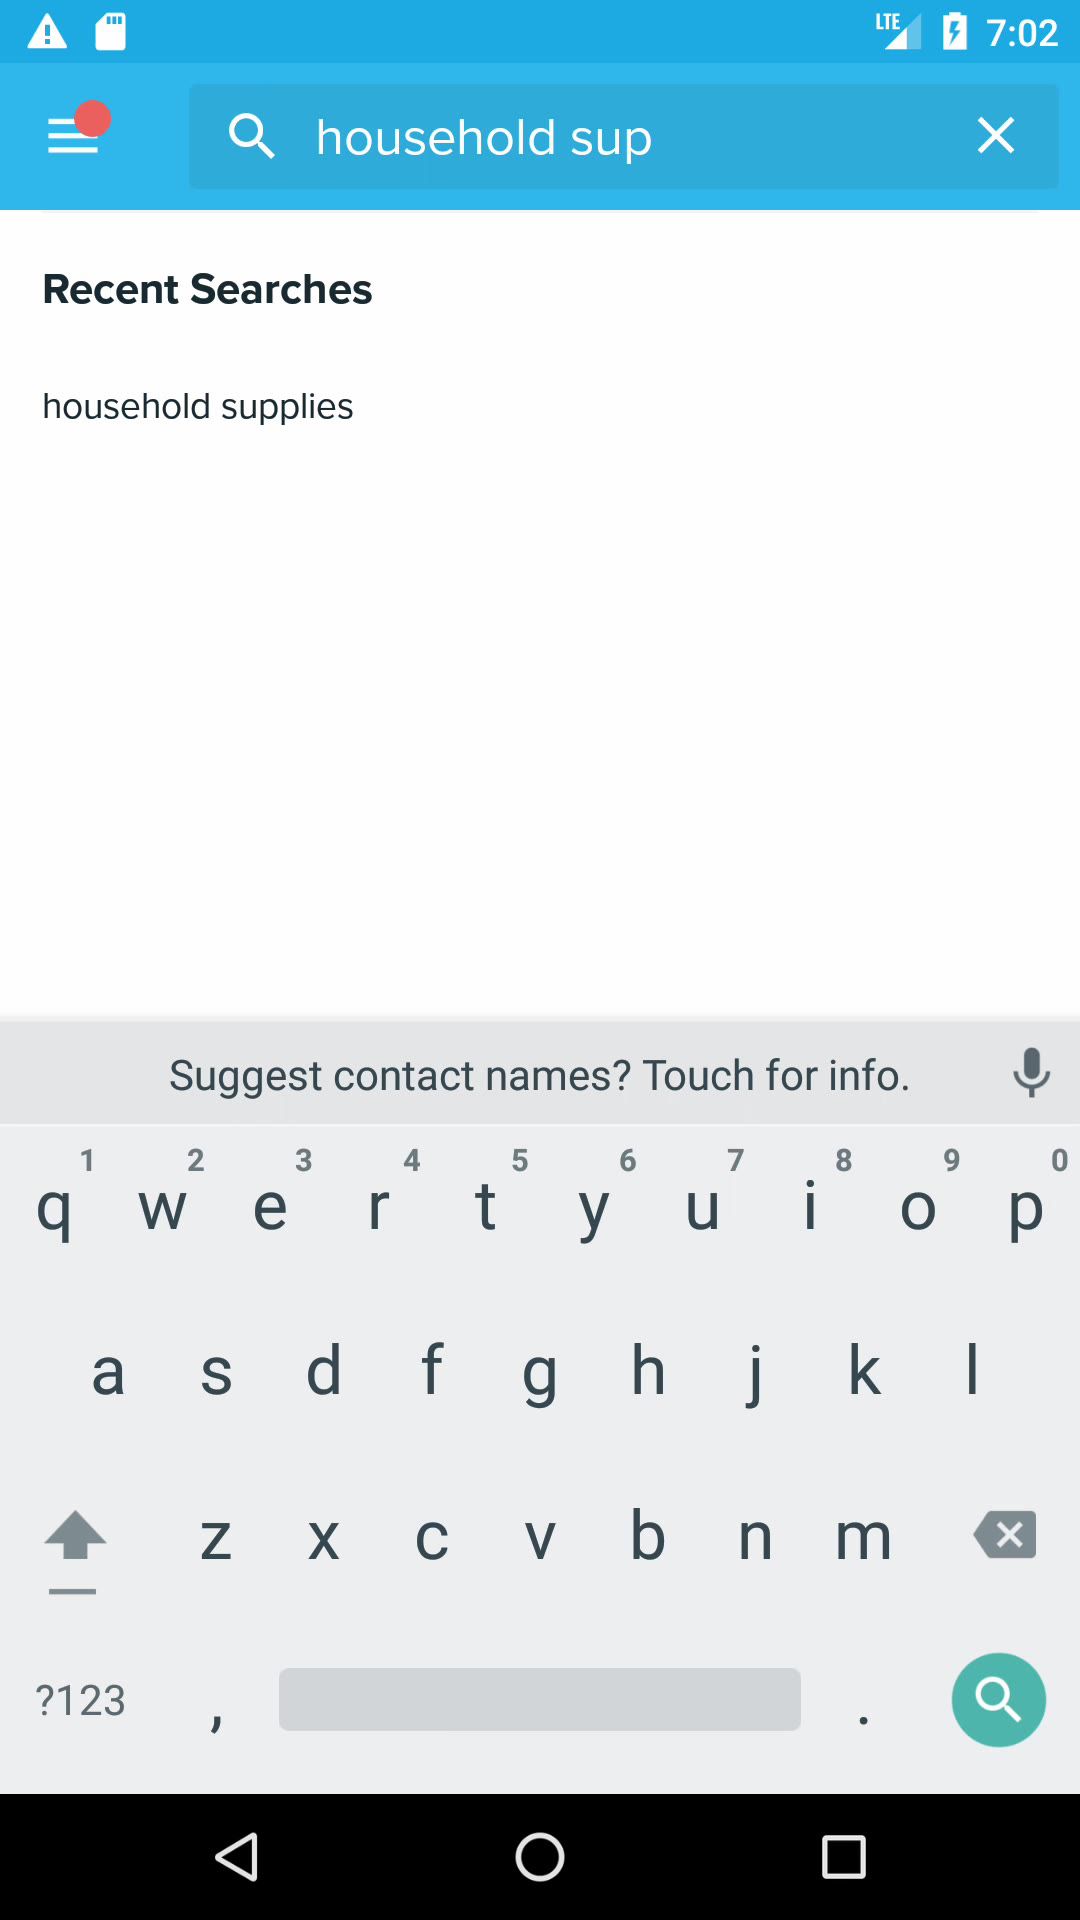 LTE 7:02
household sup
Recent Searches
household supplies
Suggest contact names? Touch for info.
1 2 3 4 5 6 7 8 9 0
q w e r t y u i o p
a s d f g h j k l
z x c v b n m
?123 , .